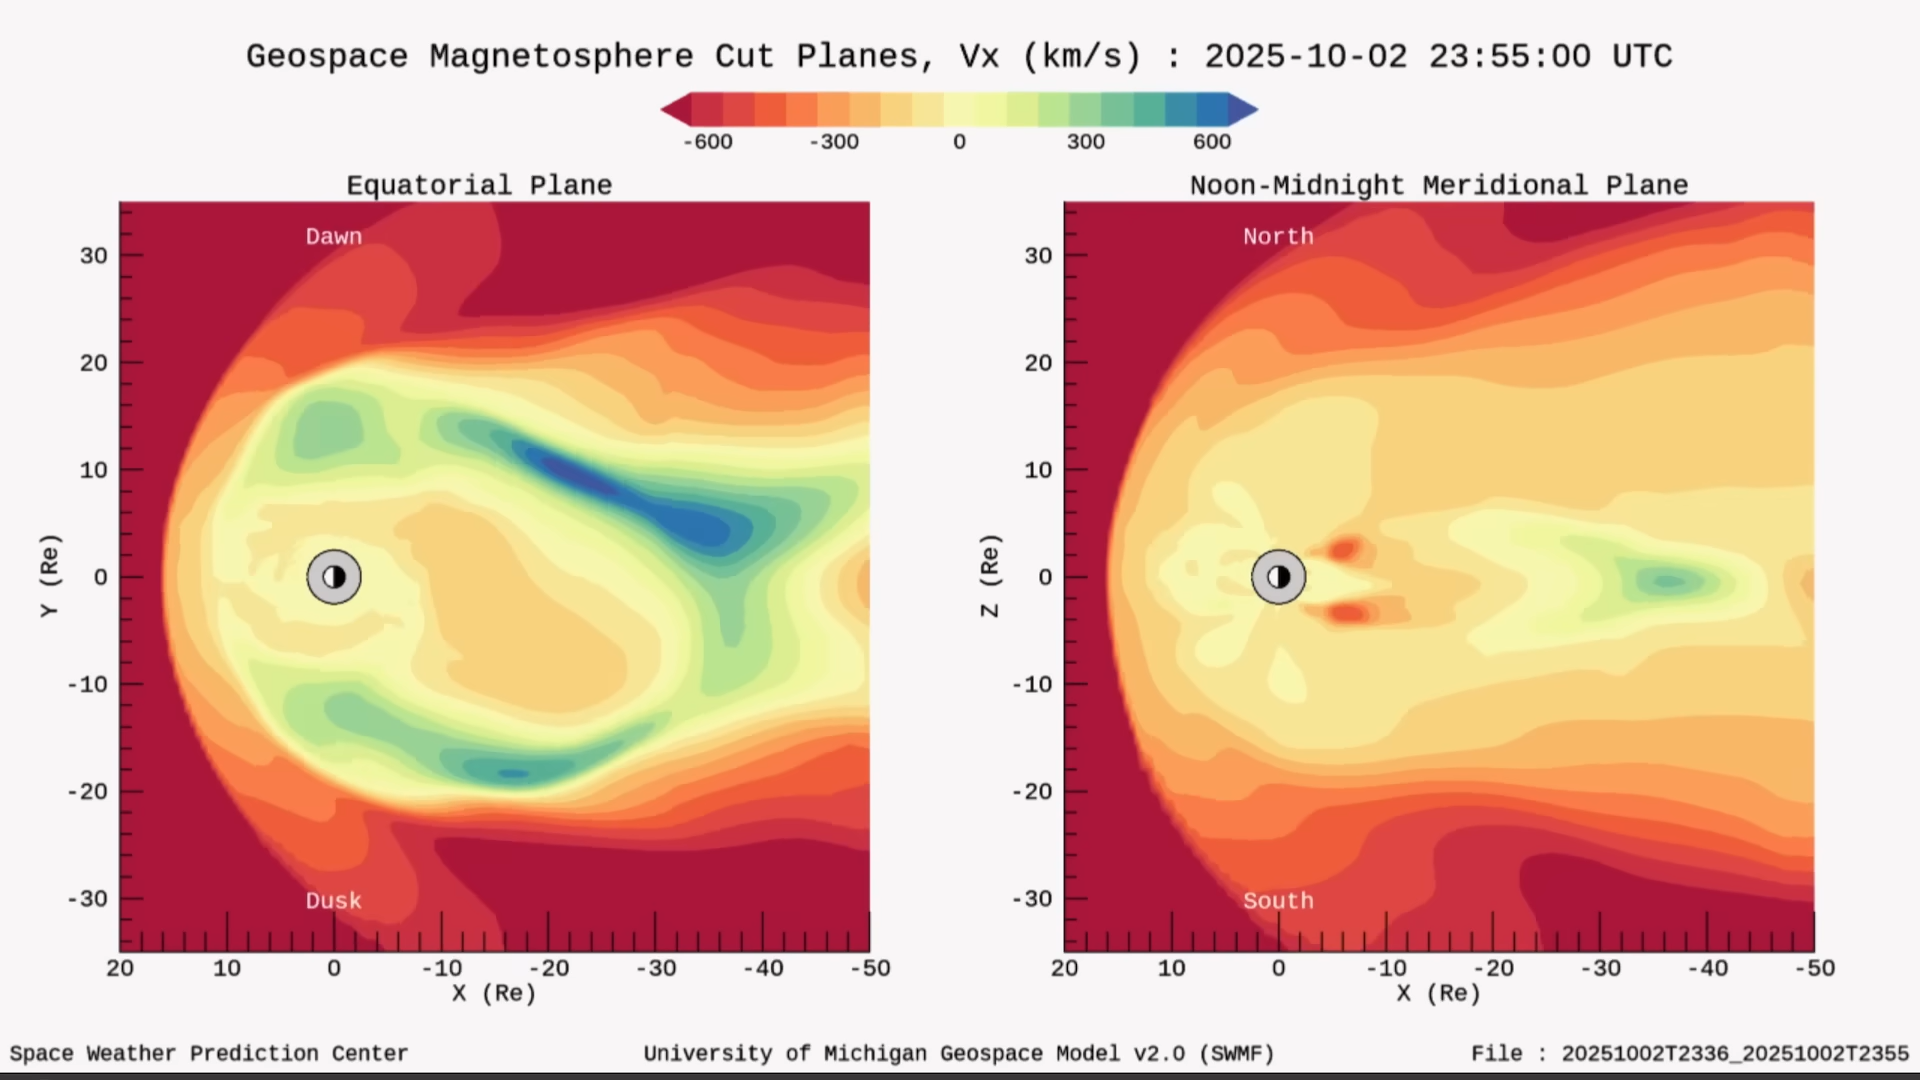 Geospace Magnetosphere Cut Planes, Vx (km/s) : 2025-10-02 23:55:00 UTC
-600 -300 0 300 600
Equatorial Plane
Dawn
30
20
10
0
-10
-20
-30
Y (Re)
Dusk
20 10 0 -10 -20 -30 -40 -50
X (Re)
Noon-Midnight Meridional Plane
North
30
20
10
0
-10
-20
-30
Z (Re)
South
20 10 0 -10 -20 -30 -40 -50
X (Re)
Space Weather Prediction Center
University of Michigan Geospace Model v2.0 (SWMF)
File : 20251002T2336_20251002T2355